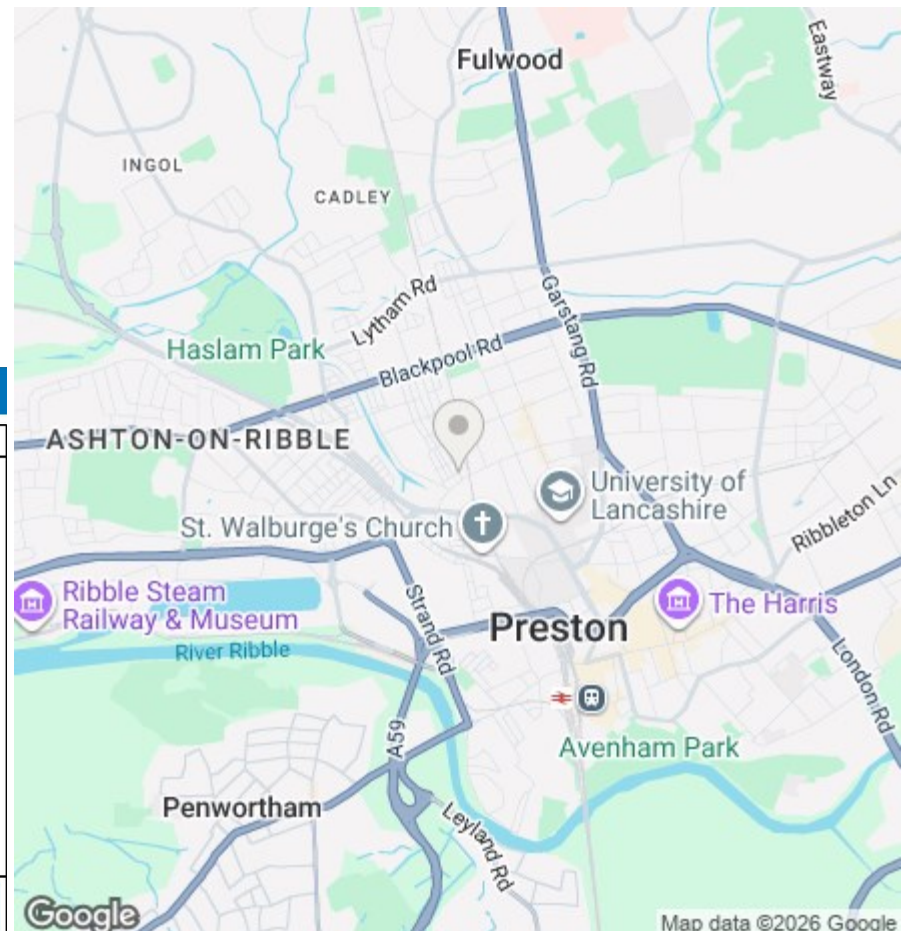 Fulwood
Eastway
INGOL
CADLEY
Lytham Rd
Garstang Rd
Haslam Park
Blackpool Rd
ASHTON-ON-RIBBLE
University of
Lancashire
St. Walburge's Church
Ribbleton Ln
Ribble Steam
Railway & Museum
Strand Rd
The Harris
Preston
River Ribble
London Rd
A59
Avenham Park
Penwortham
Leyland Rd
Google
Map data ©2026 Google